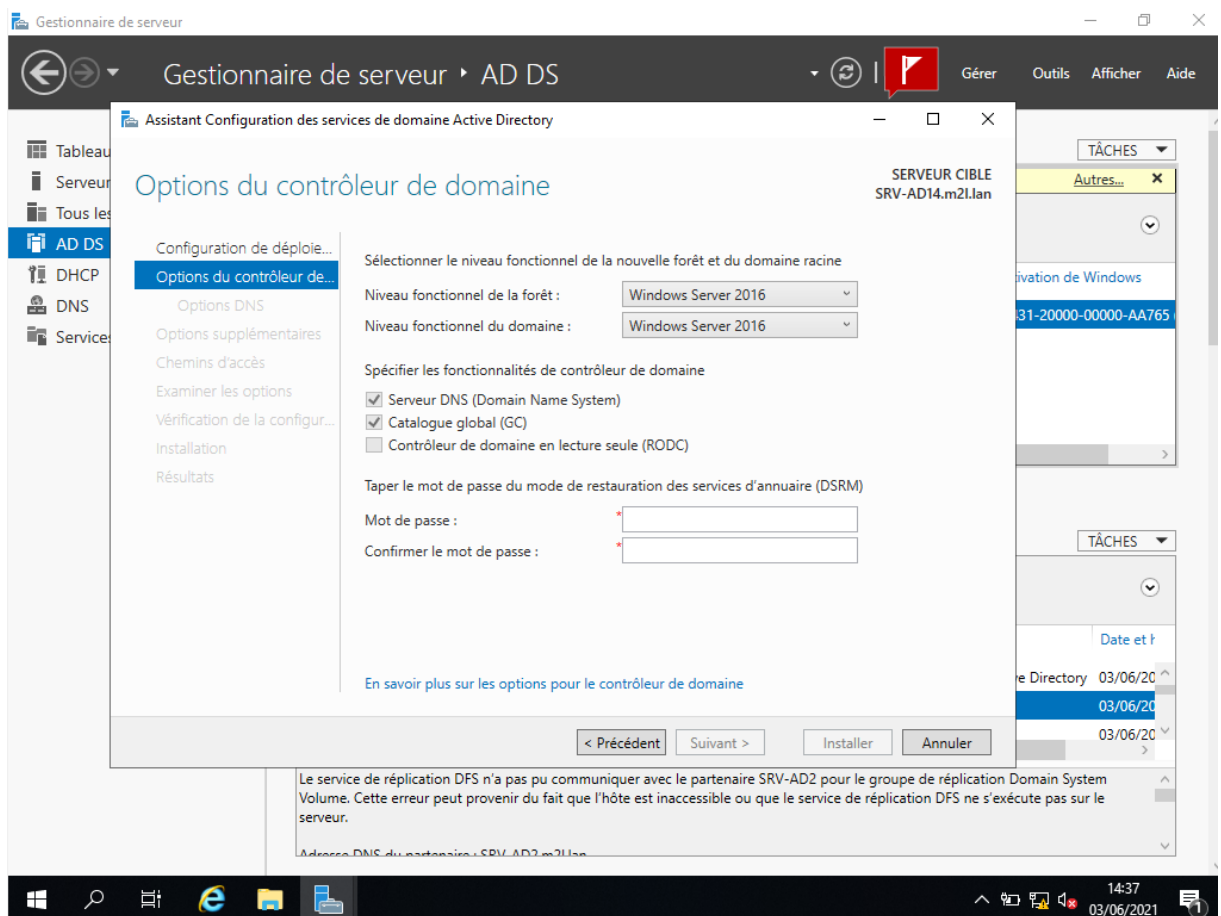 Gestionnaire de serveur
Gestionnaire de serveur ‣ AD DS
Gérer Outils Afficher Aide
Assistant Configuration des services de domaine Active Directory
TÂCHES
Options du contrôleur de domaine
SERVEUR CIBLE
SRV-AD14.m2l.lan
Autres...
Tableau
Serveur
Tous les
AD DS
DHCP
DNS
Services
Configuration de déploie...
Options du contrôleur de...
Options DNS
Options supplémentaires
Chemins d'accès
Examiner les options
Vérification de la configur...
Installation
Résultats
Sélectionner le niveau fonctionnel de la nouvelle forêt et du domaine racine
Niveau fonctionnel de la forêt : Windows Server 2016
Niveau fonctionnel du domaine : Windows Server 2016
Spécifier les fonctionnalités de contrôleur de domaine
Serveur DNS (Domain Name System)
Catalogue global (GC)
Contrôleur de domaine en lecture seule (RODC)
Taper le mot de passe du mode de restauration des services d'annuaire (DSRM)
Mot de passe : *
Confirmer le mot de passe : *
En savoir plus sur les options pour le contrôleur de domaine
< Précédent Suivant > Installer Annuler
ivation de Windows
431-20000-00000-AA765
TÂCHES
Date et h
ve Directory 03/06/20
03/06/20
03/06/20
Le service de réplication DFS n'a pas pu communiquer avec le partenaire SRV-AD2 pour le groupe de réplication Domain System
Volume. Cette erreur peut provenir du fait que l'hôte est inaccessible ou que le service de réplication DFS ne s'exécute pas sur le
serveur.
Adresse DNS du partenaire : SRV-AD2.m2l.lan
14:37
03/06/2021
1